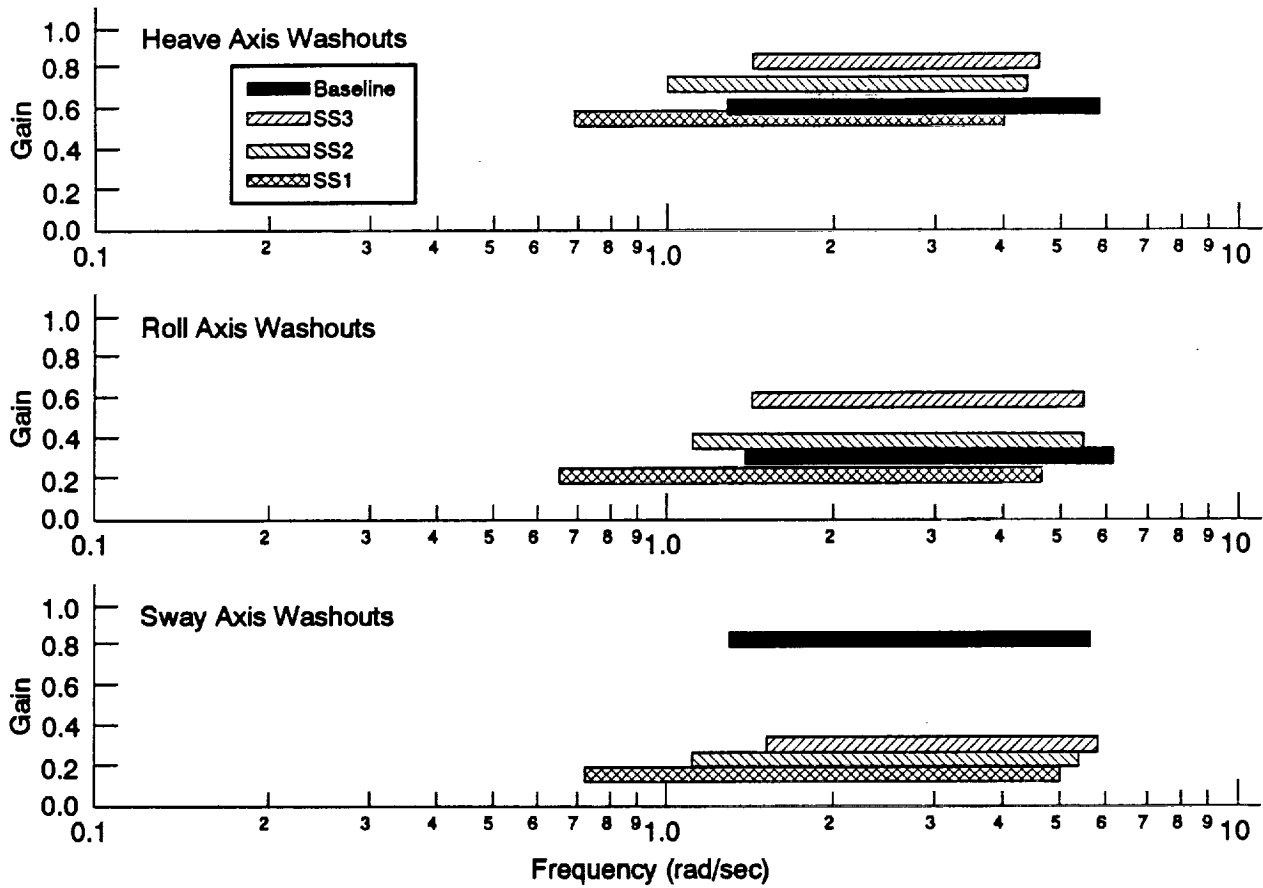 Heave Axis Washouts
Baseline
SS3
SS2
SS1
Gain
1.0
0.8
0.6
0.4
0.2
0.0
0.1 2 3 4 5 6 7 8 9 1.0 2 3 4 5 6 7 8 9 10
Roll Axis Washouts
Gain
1.0
0.8
0.6
0.4
0.2
0.0
0.1 2 3 4 5 6 7 8 9 1.0 2 3 4 5 6 7 8 9 10
Sway Axis Washouts
Gain
1.0
0.8
0.6
0.4
0.2
0.0
0.1 2 3 4 5 6 7 8 9 1.0 2 3 4 5 6 7 8 9 10
Frequency (rad/sec)